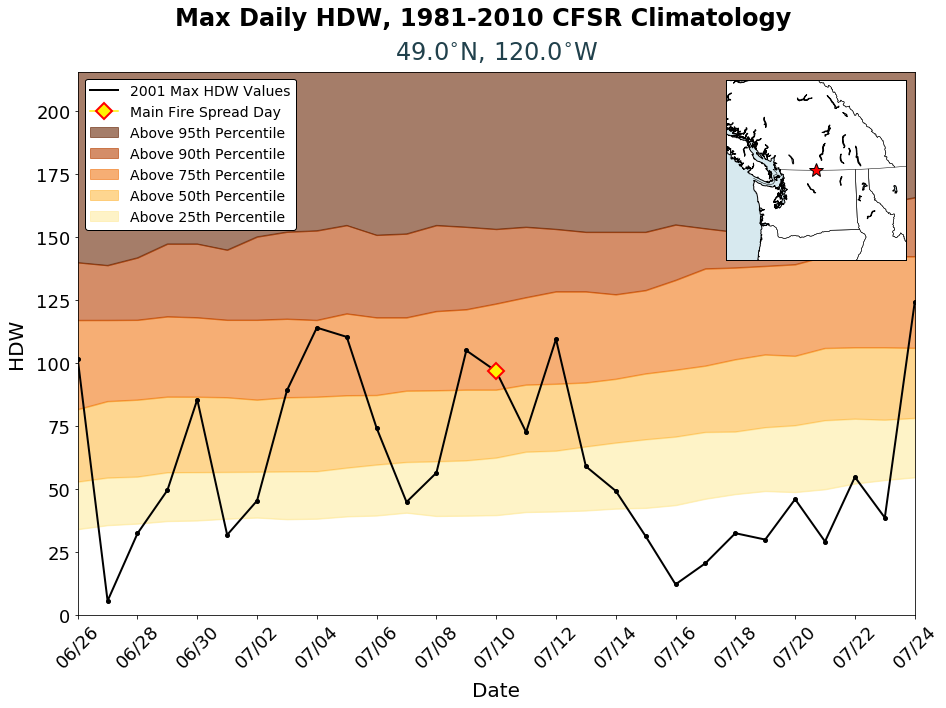 Max Daily HDW, 1981-2010 CFSR Climatology
49.0°N, 120.0°W
2001 Max HDW Values
Main Fire Spread Day
Above 95th Percentile
Above 90th Percentile
Above 75th Percentile
Above 50th Percentile
Above 25th Percentile
HDW
200
175
150
125
100
75
50
25
0
06/26
06/28
06/30
07/02
07/04
07/06
07/08
07/10
07/12
07/14
07/16
07/18
07/20
07/22
07/24
Date